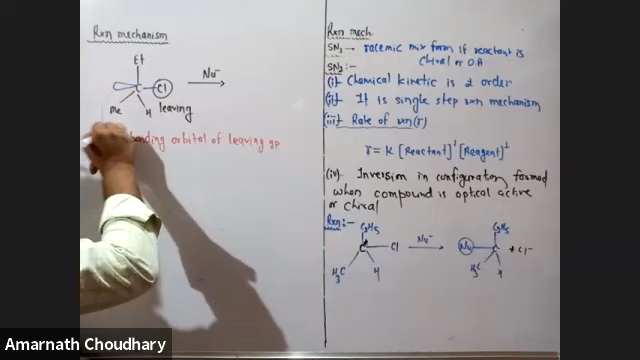 Rxn mechanism
Et
C
Cl
Nu⁻
Me
H
leaving
bonding orbital of leaving gp
Rxn mech.
SN₁ → racemic mix form if reactant is
chiral or O.A
SN₂:-
(i) Chemical kinetic is 2 order
(ii) It is single step rxn mechanism
(iii) Rate of rxn (r)
r = K [Reactant]¹ [Reagent]¹
(iv) Inversion in configuration formed
when compound is optical active
or chiral
Rxn:-
C₂H₅
C
Cl
H₃C
H
Nu⁻
C₂H₅
Nu
C
H₃C
H
+ Cl⁻
Amarnath Choudhary